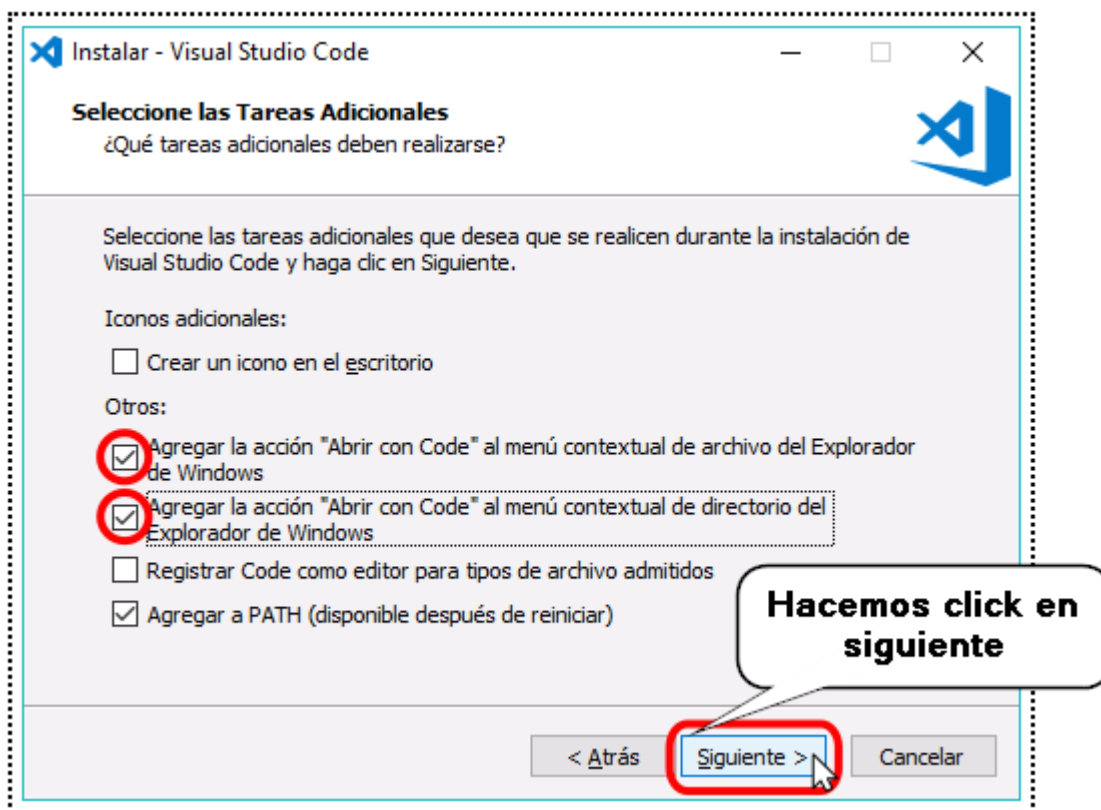 Instalar - Visual Studio Code
Seleccione las Tareas Adicionales
¿Qué tareas adicionales deben realizarse?
Seleccione las tareas adicionales que desea que se realicen durante la instalación de
Visual Studio Code y haga clic en Siguiente.
Iconos adicionales:
Crear un icono en el escritorio
Otros:
Agregar la acción "Abrir con Code" al menú contextual de archivo del Explorador
de Windows
Agregar la acción "Abrir con Code" al menú contextual de directorio del
Explorador de Windows
Registrar Code como editor para tipos de archivo admitidos
Agregar a PATH (disponible después de reiniciar)
Hacemos click en
siguiente
< Atrás
Siguiente >
Cancelar